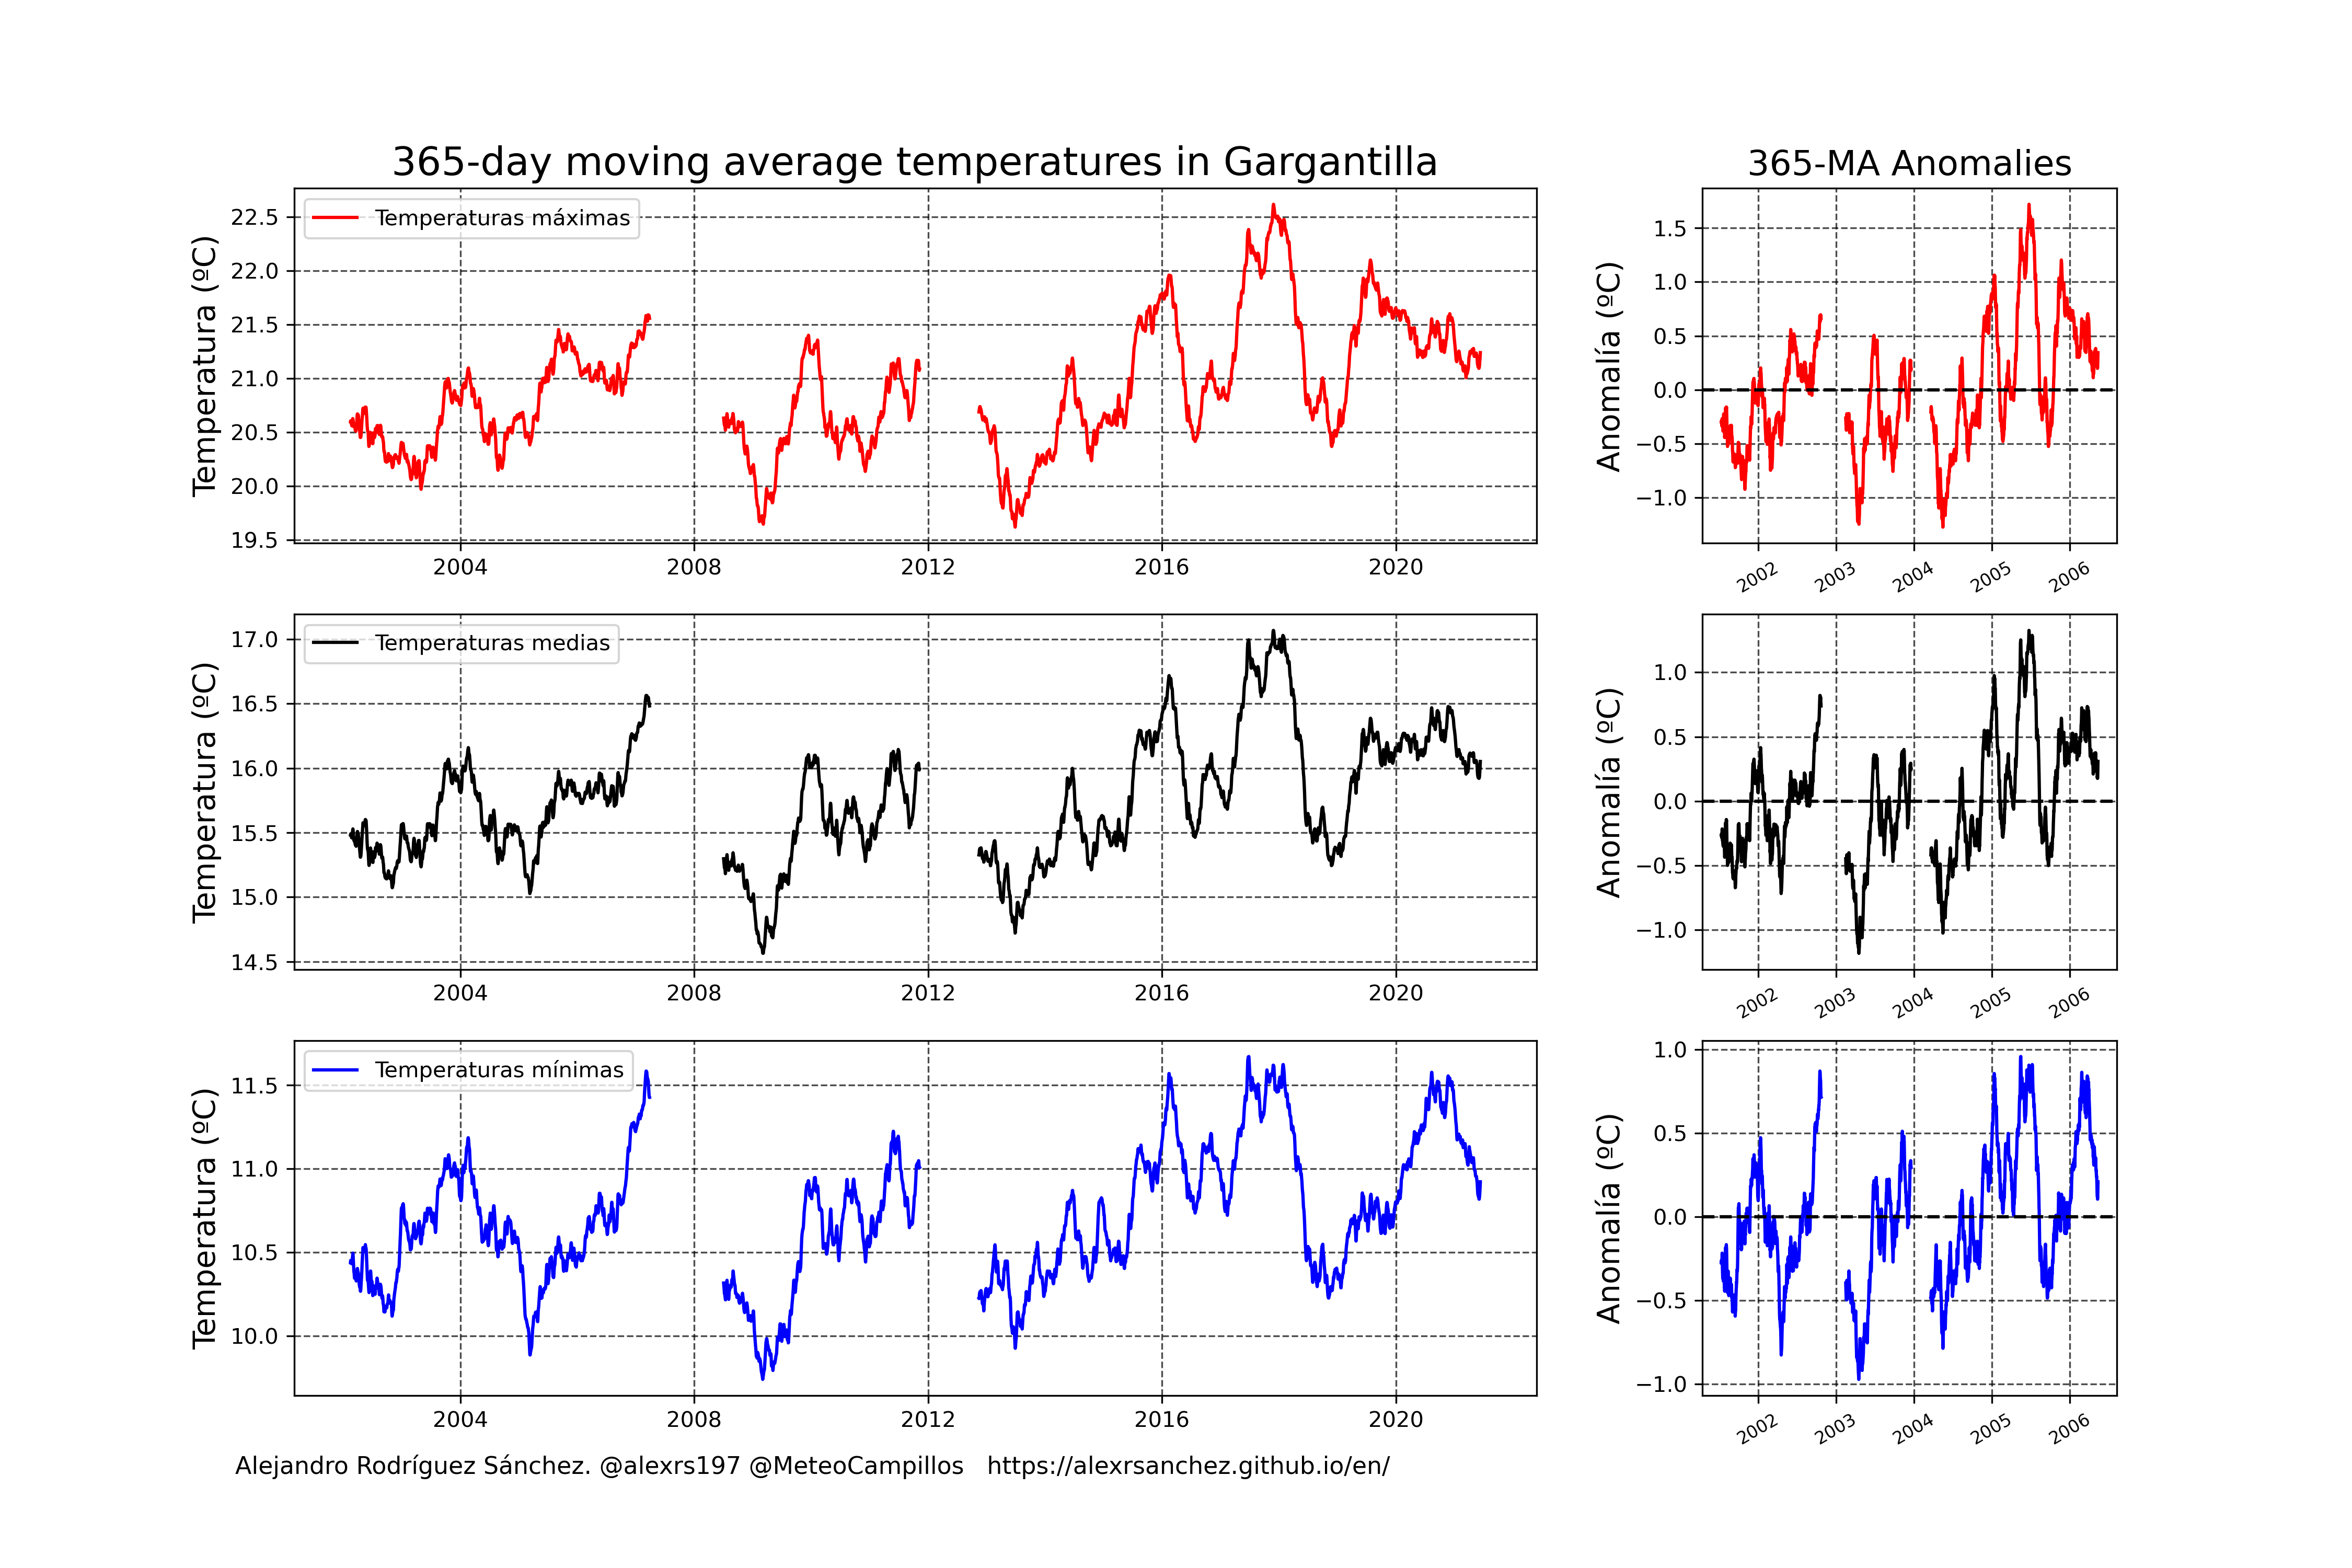 365-day moving average temperatures in Gargantilla
365-MA Anomalies
Temperatura (ºC)
22.5
22.0
21.5
21.0
20.5
20.0
19.5
Temperaturas máximas
2004 2008 2012 2016 2020
Anomalía (ºC)
1.5
1.0
0.5
0.0
−0.5
−1.0
2002 2003 2004 2005 2006
Temperatura (ºC)
17.0
16.5
16.0
15.5
15.0
14.5
Temperaturas medias
2004 2008 2012 2016 2020
Anomalía (ºC)
1.0
0.5
0.0
−0.5
−1.0
2002 2003 2004 2005 2006
Temperatura (ºC)
11.5
11.0
10.5
10.0
Temperaturas mínimas
2004 2008 2012 2016 2020
Anomalía (ºC)
1.0
0.5
0.0
−0.5
−1.0
2002 2003 2004 2005 2006
Alejandro Rodríguez Sánchez. @alexrs197 @MeteoCampillos https://alexrsanchez.github.io/en/